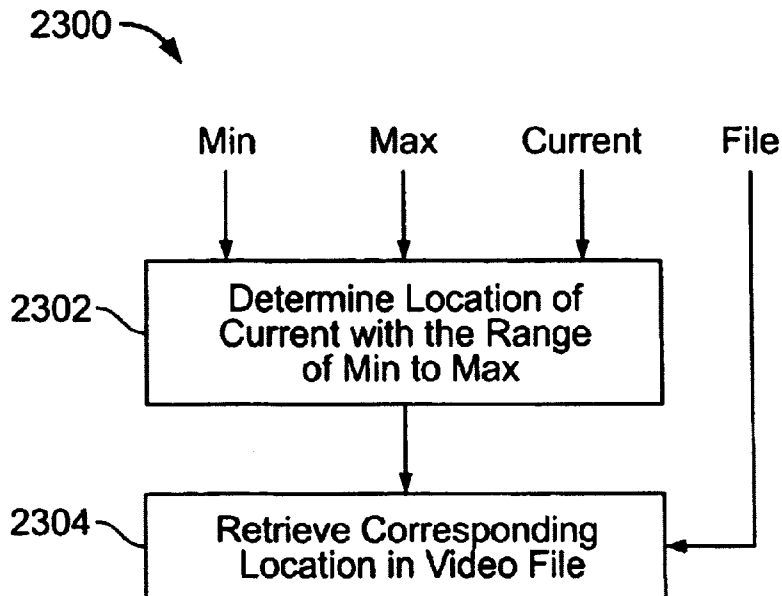 2300
Min Max Current File
2302
Determine Location of
Current with the Range
of Min to Max
2304
Retrieve Corresponding
Location in Video File